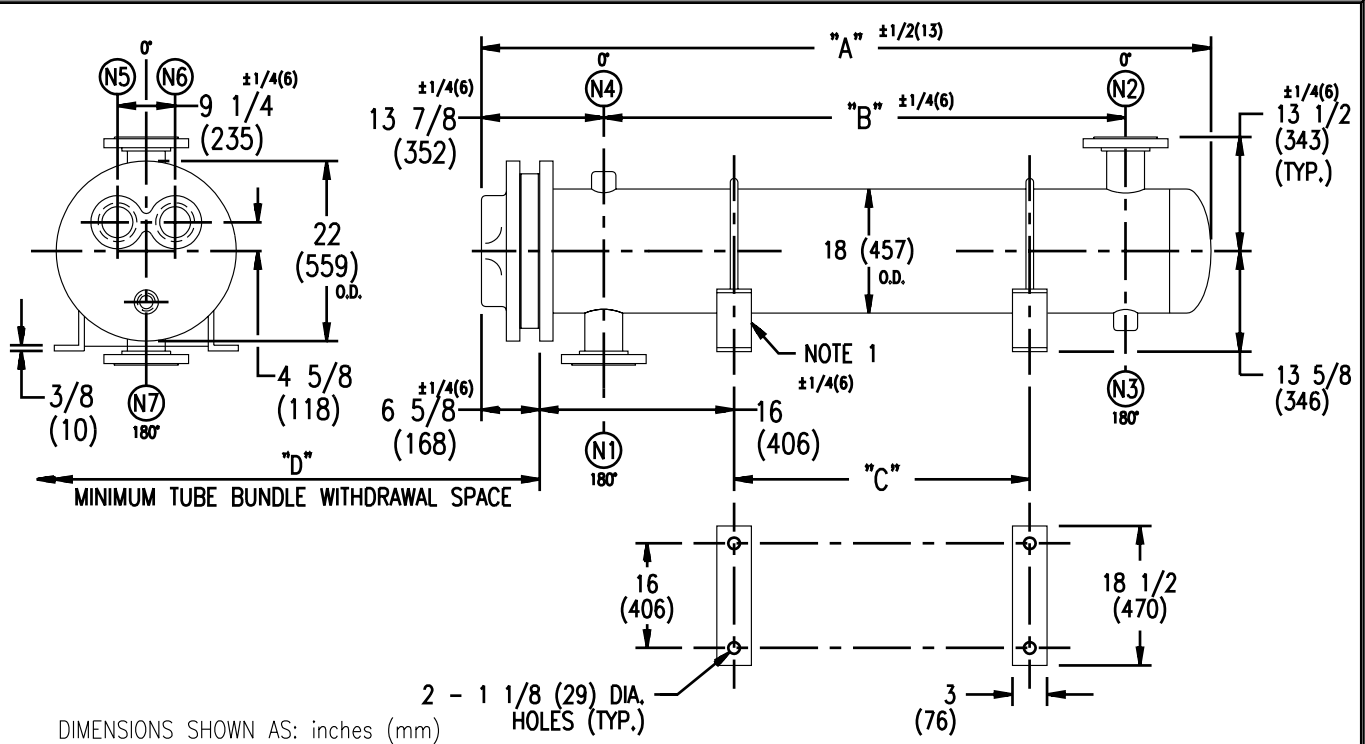 0°
N5
N6
±1/4(6)
9 1/4
(235)
22
(559)
O.D.
3/8
(10)
N7
180°
4 5/8
(118)
"A" ±1/2(13)
±1/4(6)
13 7/8
(352)
0°
N4
"B" ±1/4(6)
0°
N2
±1/4(6)
13 1/2
(343)
(TYP.)
18 (457)
O.D.
NOTE 1
±1/4(6)
6 5/8
(168)
±1/4(6)
16
(406)
N1
180°
N3
180°
13 5/8
(346)
"D"
MINIMUM TUBE BUNDLE WITHDRAWAL SPACE
"C"
16
(406)
18 1/2
(470)
2 - 1 1/8 (29) DIA.
HOLES (TYP.)
3
(76)
DIMENSIONS SHOWN AS: inches (mm)